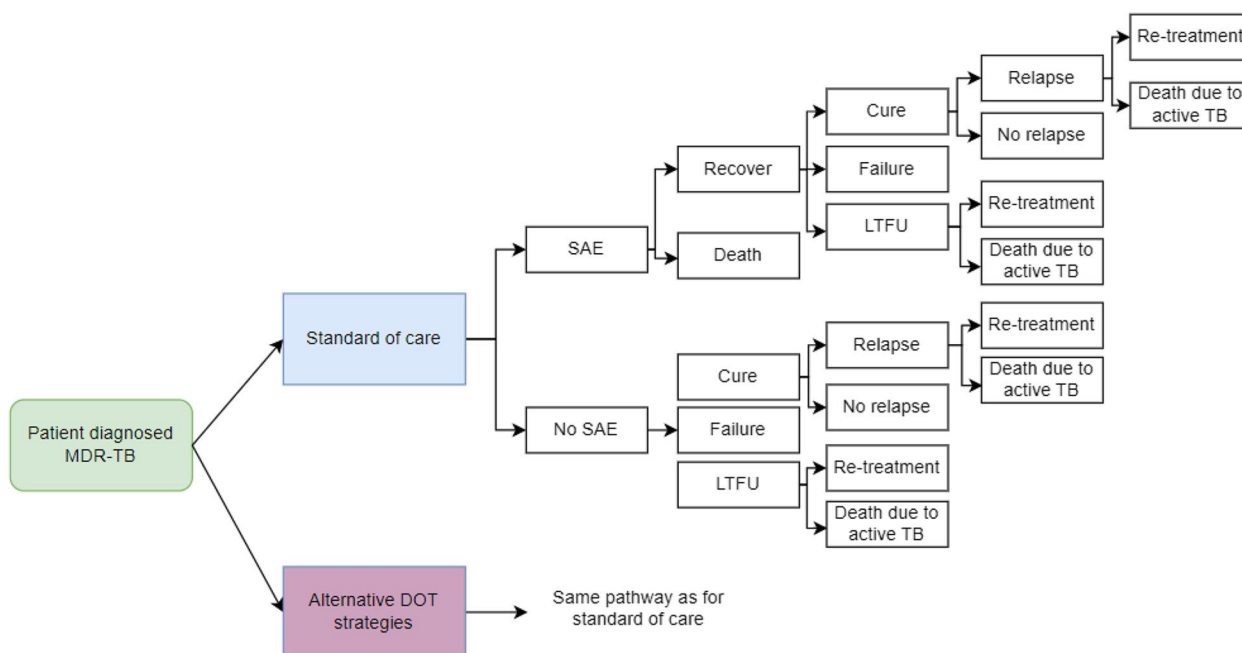 Re-treatment
Relapse
Death due to
active TB
Cure
No relapse
Recover
Failure
Re-treatment
LTFU
SAE
Death
Death due to
active TB
Standard of care
Re-treatment
Relapse
Cure
Death due to
active TB
No relapse
Patient diagnosed
MDR-TB
No SAE
Failure
Re-treatment
LTFU
Death due to
active TB
Alternative DOT
strategies
Same pathway as for
standard of care